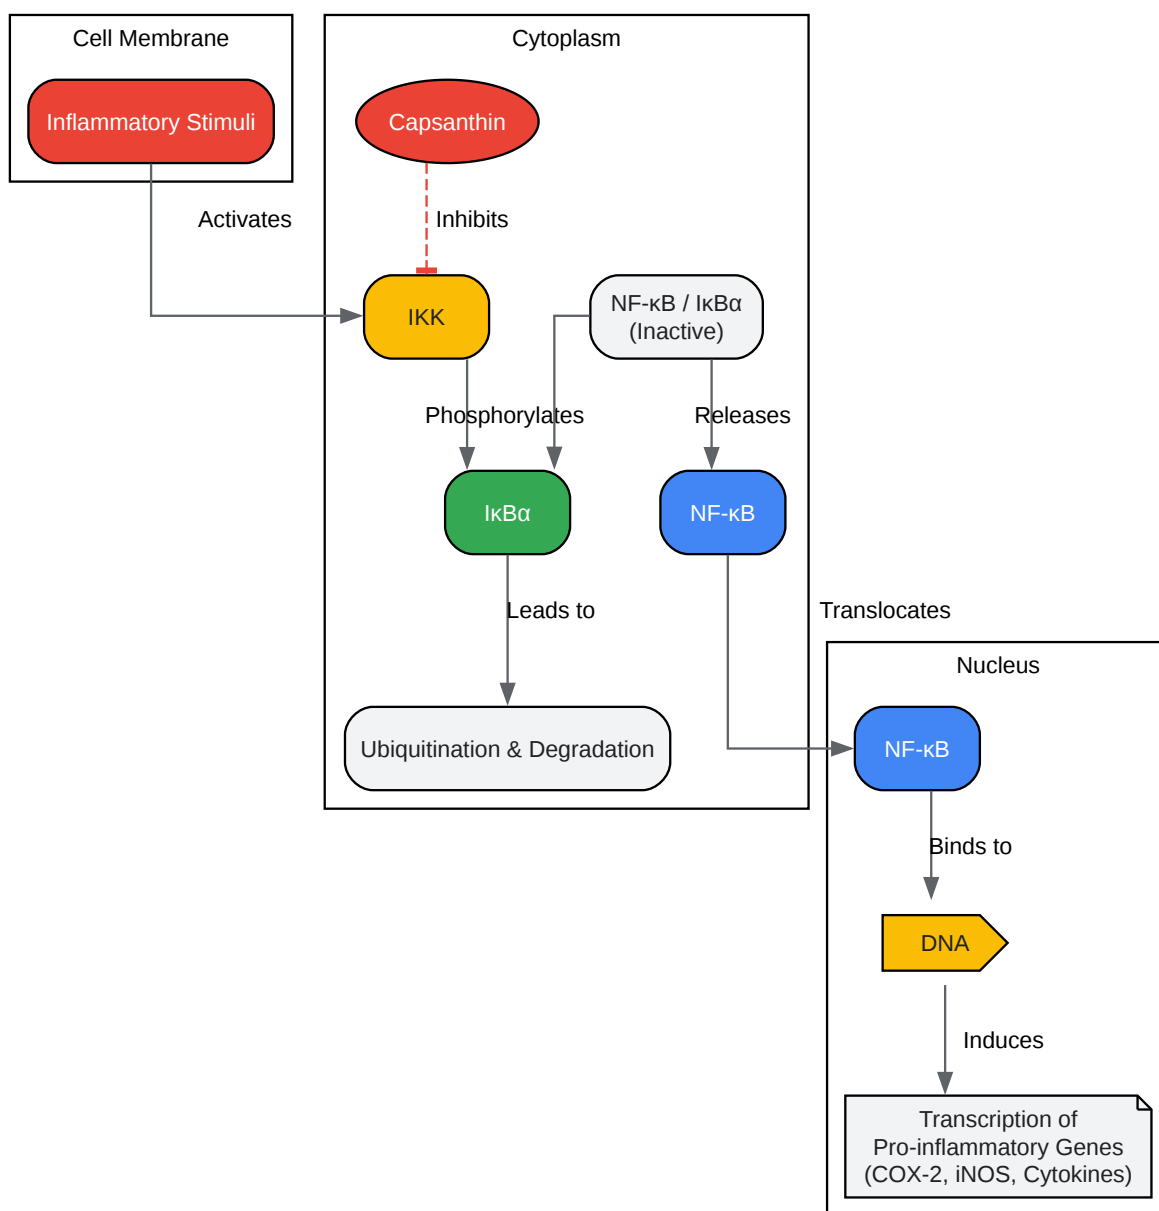 Cell Membrane
Cytoplasm
Inflammatory Stimuli
Capsanthin
Activates
Inhibits
IKK
NF-κB / IκBα
(Inactive)
Phosphorylates
Releases
IκBα
NF-κB
Leads to
Translocates
Nucleus
Ubiquitination & Degradation
NF-κB
Binds to
DNA
Induces
Transcription of
Pro-inflammatory Genes
(COX-2, iNOS, Cytokines)